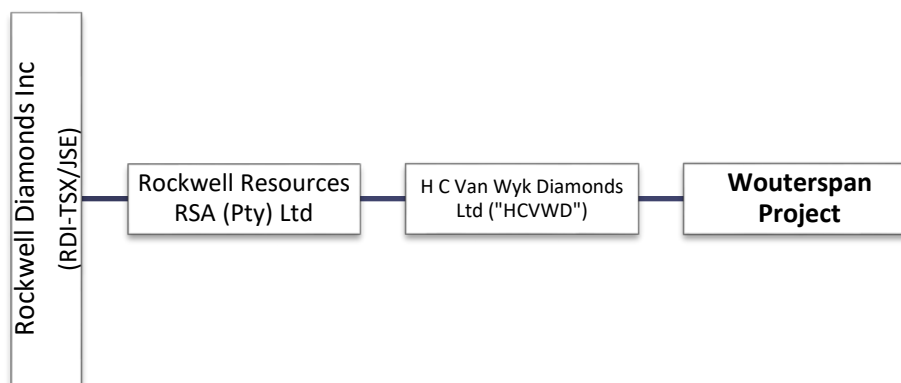 Rockwell Diamonds Inc
(RDI-TSX/JSE)
Rockwell Resources
RSA (Pty) Ltd
H C Van Wyk Diamonds
Ltd ("HCVWD")
Wouterspan
Project